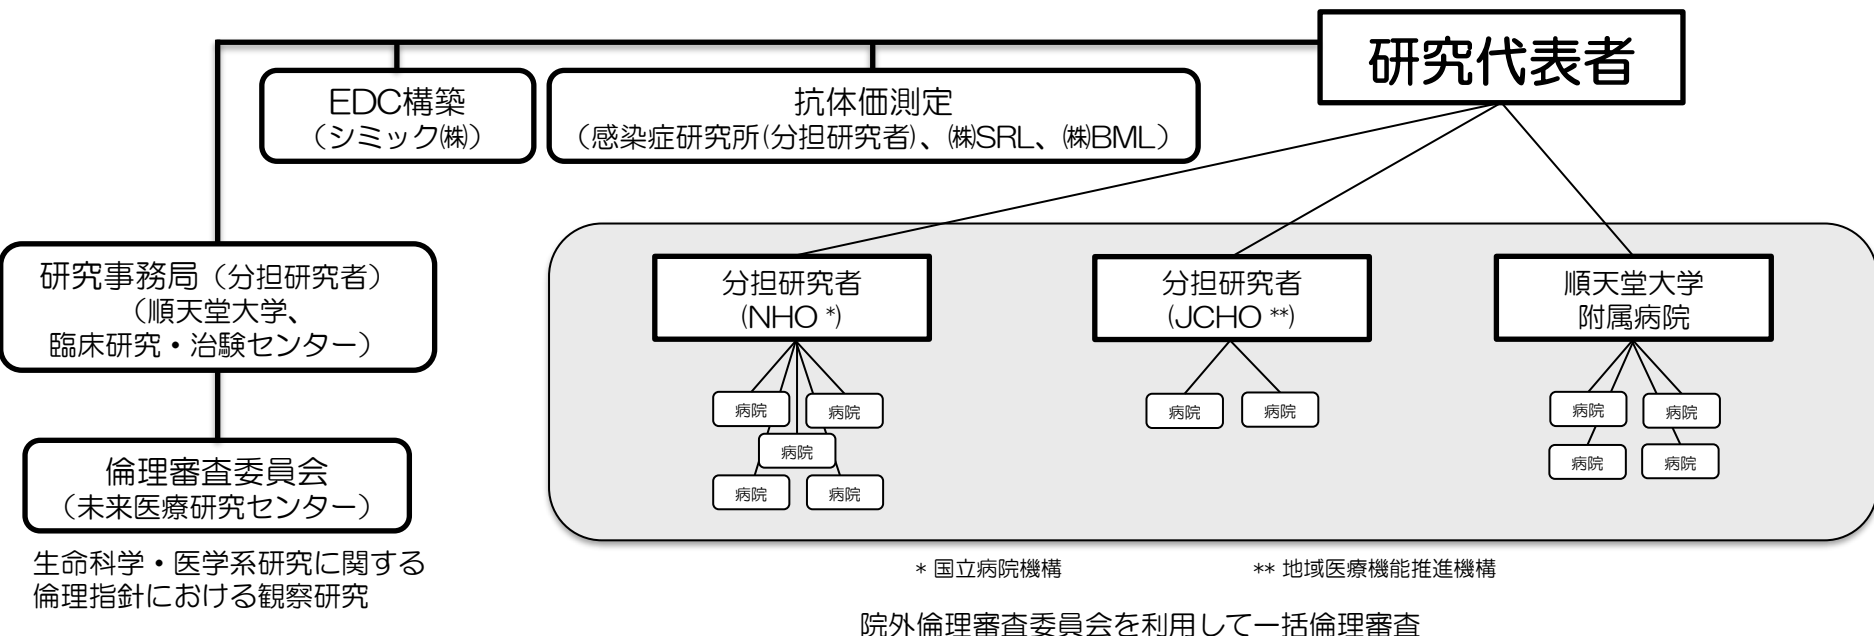 研究代表者
EDC構築
（シミック㈱）
抗体価測定
（感染症研究所(分担研究者)、㈱SRL、㈱BML）
研究事務局（分担研究者）
（順天堂大学、
臨床研究・治験センター）
倫理審査委員会
（未来医療研究センター）
生命科学・医学系研究に関する
倫理指針における観察研究
分担研究者
(NHO *)
病院
病院
病院
病院
病院
分担研究者
(JCHO **)
病院
病院
順天堂大学
附属病院
病院
病院
病院
病院
* 国立病院機構
** 地域医療機能推進機構
院外倫理審査委員会を利用して一括倫理審査